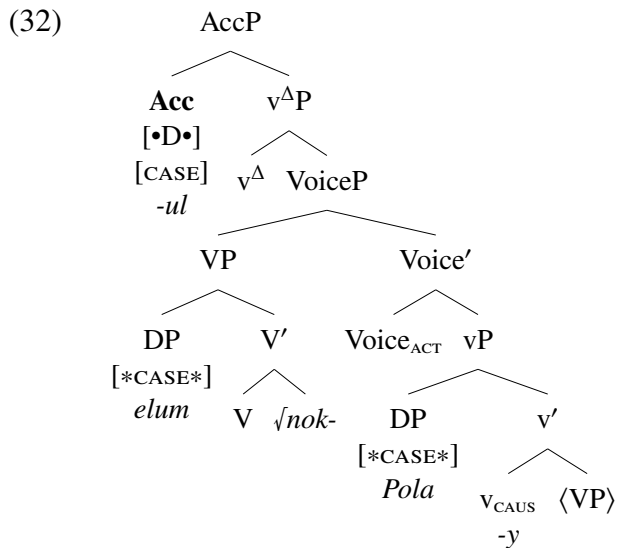 (32) AccP
Acc v^ΔP
[•D•]
[CASE] v^Δ VoiceP
-ul
VP Voice′
DP V′ Voice_ACT vP
[*CASE*]
elum V √nok- DP v′
[*CASE*]
Pola v_CAUS ⟨VP⟩
-y